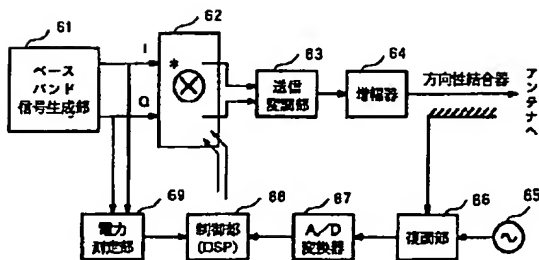 61
ベース
バンド
信号生成部
I
Q
62
*
63
送信
変調部
64
増幅器
方向性結合器
アンテナへ
69
電力
測定部
68
制御部
(DSP)
67
A/D
変換器
66
復調部
65